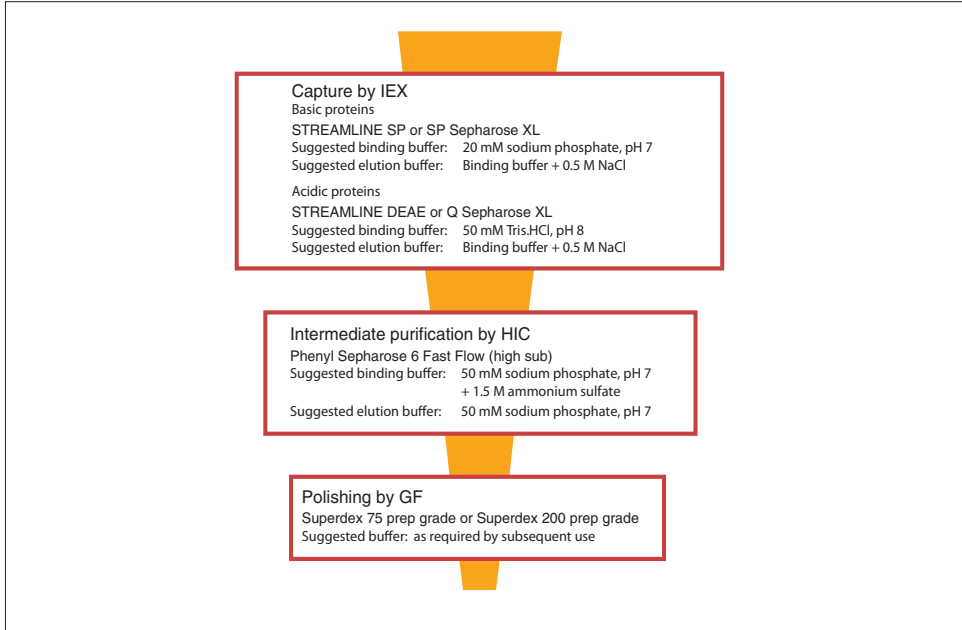 Capture by IEX
Basic proteins
STREAMLINE SP or SP Sepharose XL
Suggested binding buffer: 20 mM sodium phosphate, pH 7
Suggested elution buffer: Binding buffer + 0.5 M NaCl
Acidic proteins
STREAMLINE DEAE or Q Sepharose XL
Suggested binding buffer: 50 mM Tris.HCl, pH 8
Suggested elution buffer: Binding buffer + 0.5 M NaCl
Intermediate purification by HIC
Phenyl Sepharose 6 Fast Flow (high sub)
Suggested binding buffer: 50 mM sodium phosphate, pH 7
+ 1.5 M ammonium sulfate
Suggested elution buffer: 50 mM sodium phosphate, pH 7
Polishing by GF
Superdex 75 prep grade or Superdex 200 prep grade
Suggested buffer: as required by subsequent use